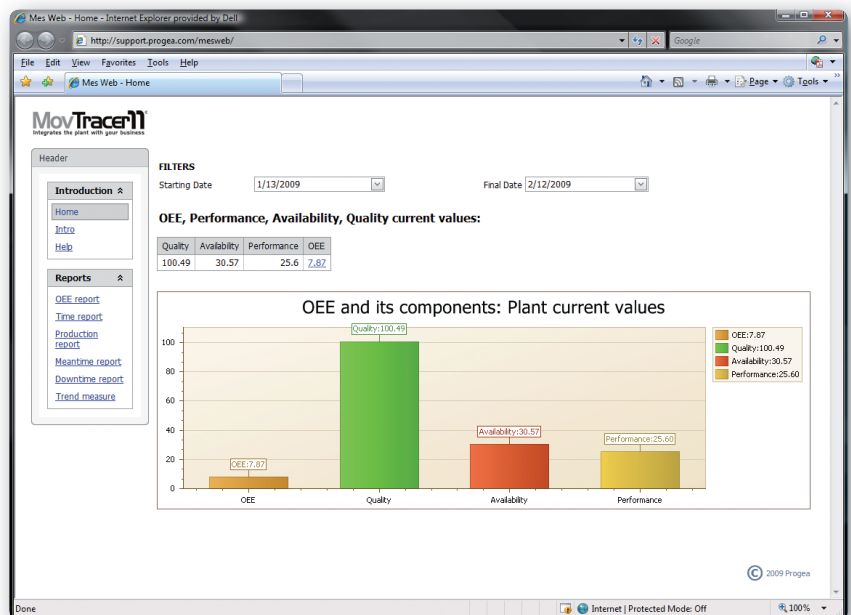 Mes Web - Home - Internet Explorer provided by Dell
http://support.progea.com/mesweb/
Google
File Edit View Favorites Tools Help
Mes Web - Home
Page Tools
MovTracer11
Integrates the plant with your business
Header
Introduction
Home
Intro
Help
Reports
OEE report
Time report
Production
report
Meantime report
Downtime report
Trend measure
FILTERS
Starting Date 1/13/2009 Final Date 2/12/2009
OEE, Performance, Availability, Quality current values:
Quality Availability Performance OEE
100.49 30.57 25.6 7.87
OEE and its components: Plant current values
100
80
60
40
20
0
OEE:7.87
Quality:100.49
Availability:30.57
Performance:25.60
OEE Quality Availability Performance
OEE:7.87
Quality:100.49
Availability:30.57
Performance:25.60
© 2009 Progea
Done Internet | Protected Mode: Off 100%